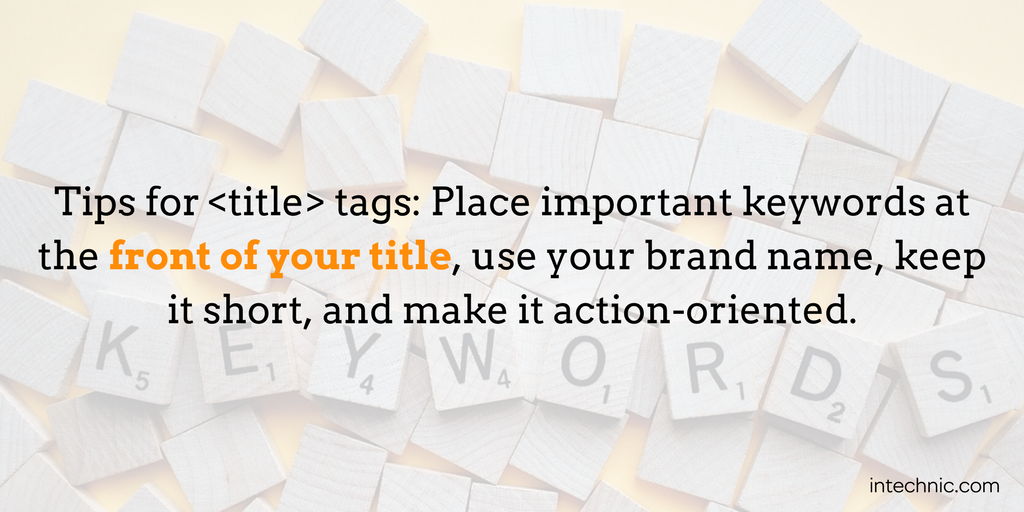 Tips for <title> tags: Place important keywords at
the front of your title, use your brand name, keep
it short, and make it action-oriented.
K5 E1 Y4 W4 O1 R1 D2 S1
intechnic.com